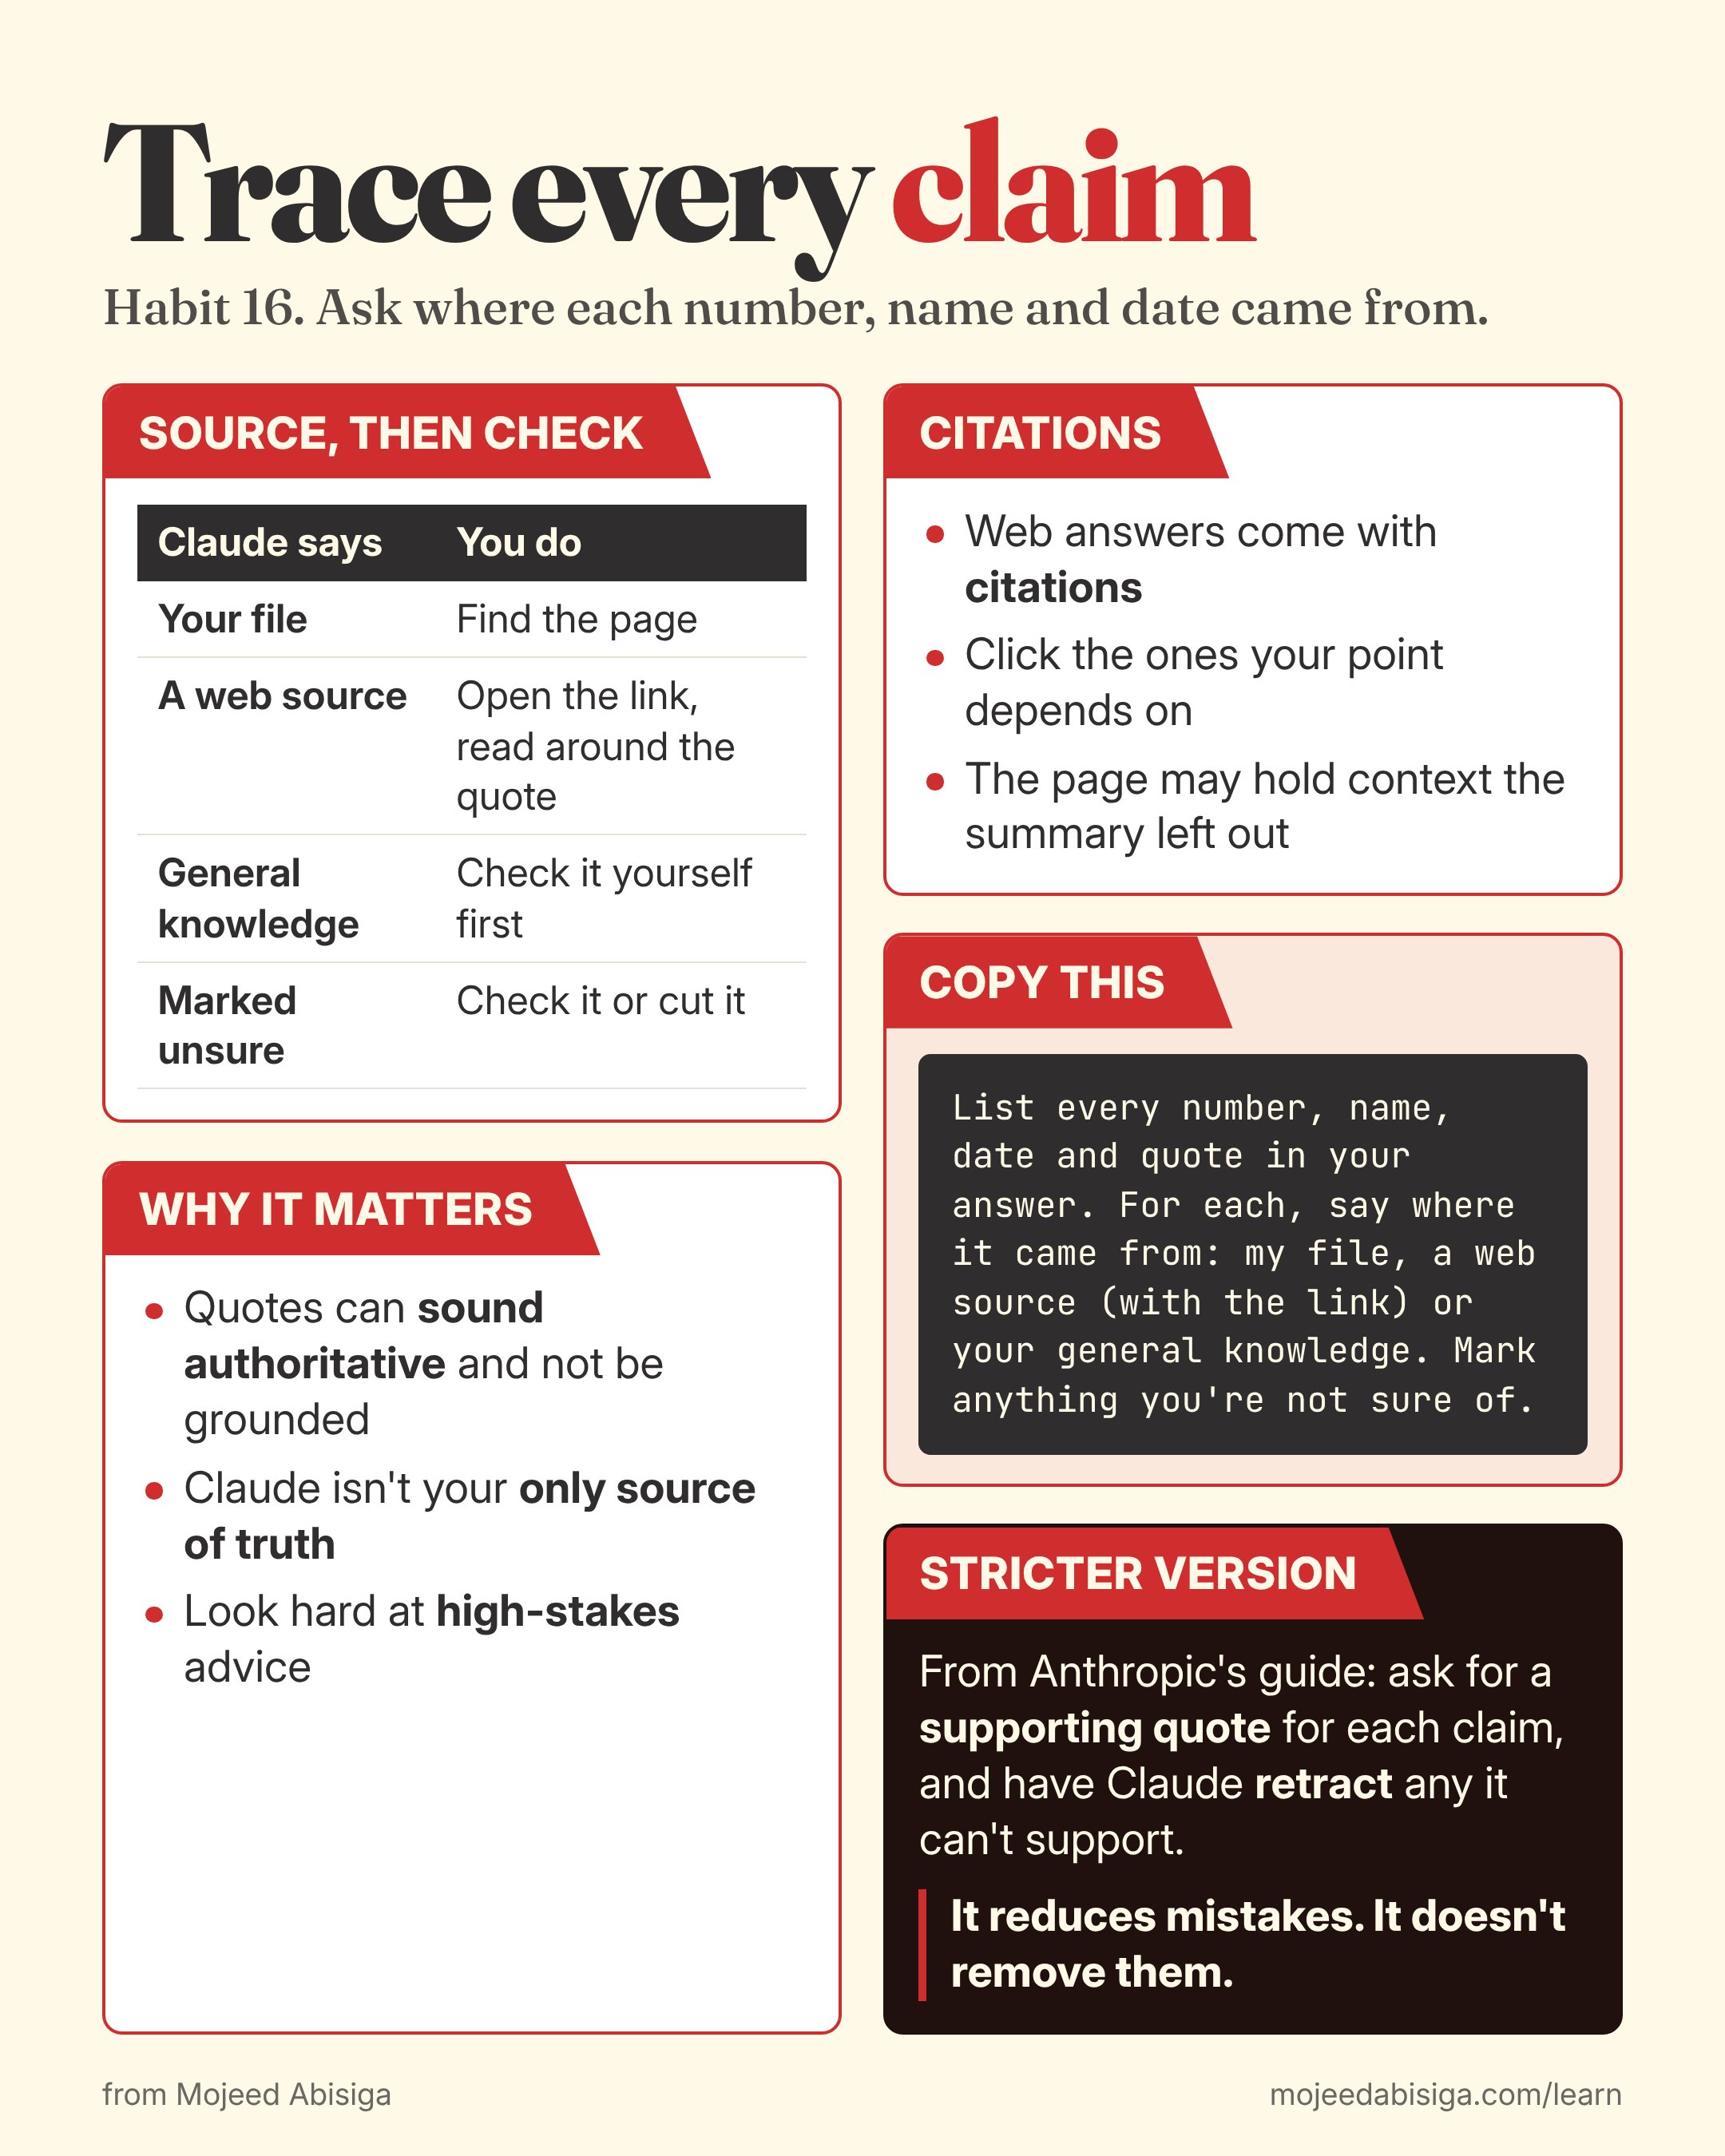 Trace every claim
Habit 16. Ask where each number, name and date came from.
SOURCE, THEN CHECK
Claude says You do
Your file Find the page
A web source Open the link,
read around the
quote
General Check it yourself
knowledge first
Marked Check it or cut it
unsure
WHY IT MATTERS
Quotes can sound
authoritative and not be
grounded
Claude isn't your only source
of truth
Look hard at high-stakes
advice
CITATIONS
Web answers come with
citations
Click the ones your point
depends on
The page may hold context the
summary left out
COPY THIS
List every number, name,
date and quote in your
answer. For each, say where
it came from: my file, a web
source (with the link) or
your general knowledge. Mark
anything you're not sure of.
STRICTER VERSION
From Anthropic's guide: ask for a
supporting quote for each claim,
and have Claude retract any it
can't support.
It reduces mistakes. It doesn't
remove them.
from Mojeed Abisiga
mojeedabisiga.com/learn